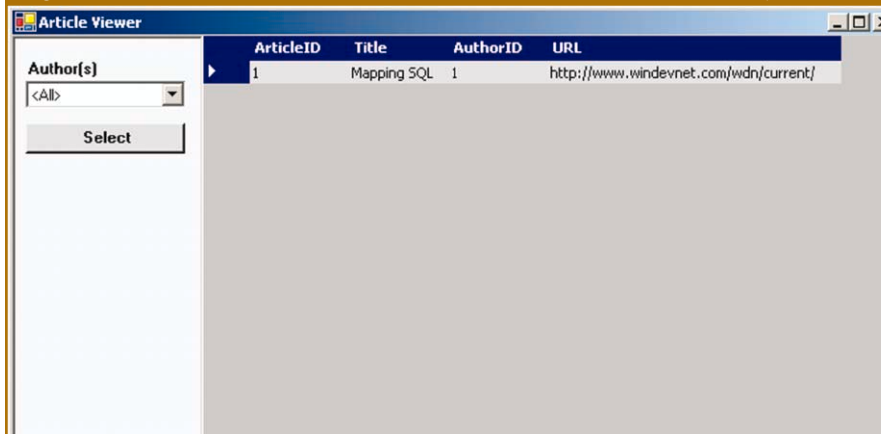 Article Viewer
Author(s)
<All>
Select
ArticleID Title AuthorID URL
1 Mapping SQL 1 http://www.windevnet.com/wdn/current/